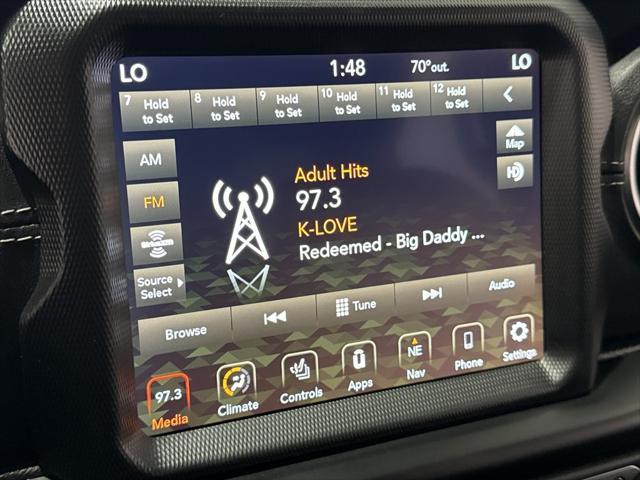 LO 1:48 70°out. LO
7 Hold to Set 8 Hold to Set 9 Hold to Set 10 Hold to Set 11 Hold to Set 12 Hold to Set
AM
Map
FM
HD
SiriusXM
Source Select
Adult Hits
97.3
K-LOVE
Redeemed - Big Daddy ...
Browse Tune Audio
97.3 NE
Media Climate Controls Apps Nav Phone Settings